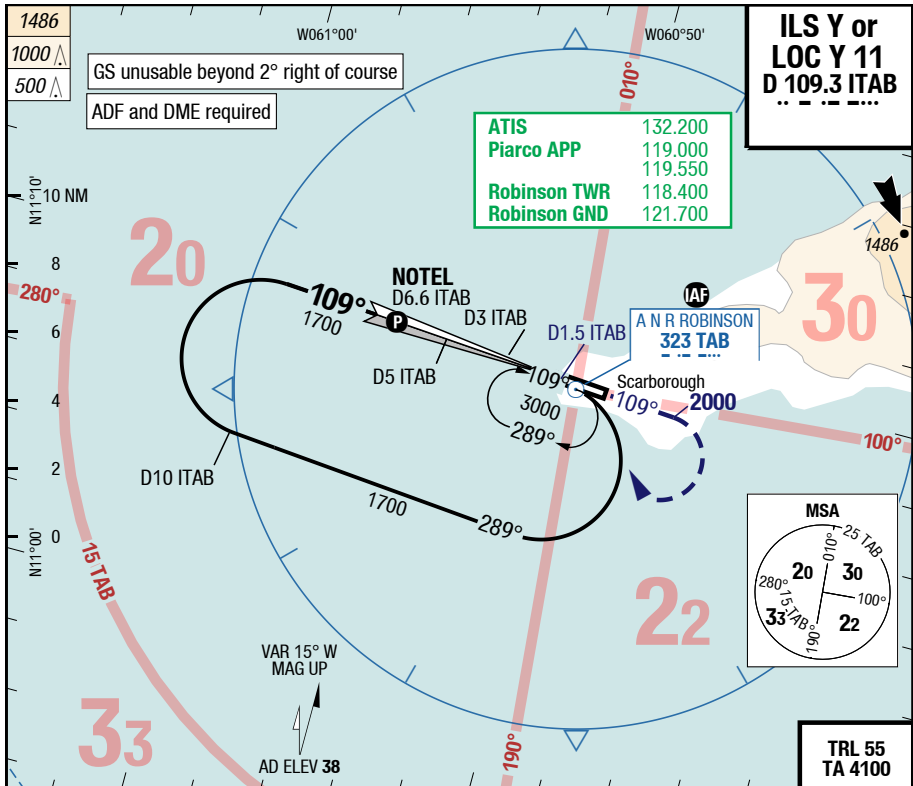 1486
1000
500
GS unusable beyond 2° right of course
ADF and DME required
W061°00'
W060°50'
ILS Y or
LOC Y 11
D 109.3 ITAB
010°
ATIS 132.200
Piarco APP 119.000
119.550
Robinson TWR 118.400
Robinson GND 121.700
N11°10'
10 NM
8
6
4
2
0
N11°00'
20
280°
NOTEL
D6.6 ITAB
109°
1700
P
D3 ITAB
D5 ITAB
IAF
1486
30
A N R ROBINSON
323 TAB
D1.5 ITAB
109°
3000
289°
Scarborough
109°
2000
100°
D10 ITAB
1700
289°
15 TAB
22
MSA
25 TAB
010°
20
30
280°
100°
15 TAB
33
22
190°
VAR 15° W
MAG UP
33
AD ELEV 38
190°
TRL 55
TA 4100